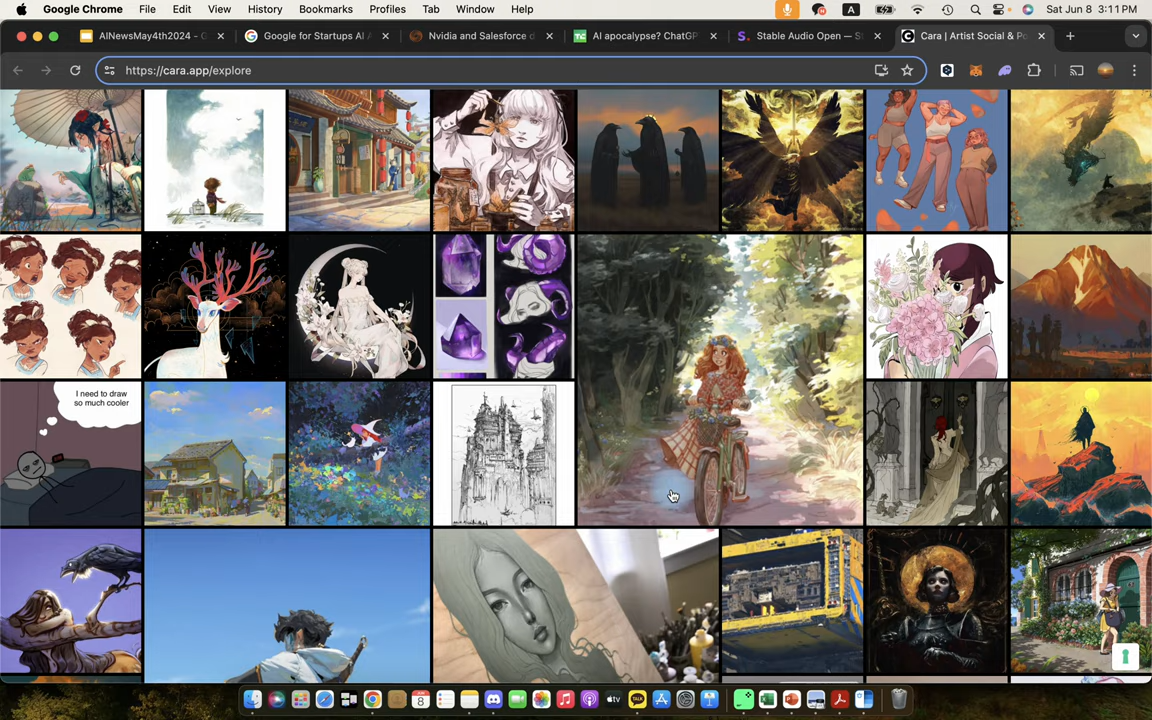 Google Chrome File Edit View History Bookmarks Profiles Tab Window Help A Sat Jun 8 3:11 PM
AINewsMay4th2024 - G Google for Startups AI A Nvidia and Salesforce d AI apocalypse? ChatGP Stable Audio Open — St Cara | Artist Social & Po
https://cara.app/explore
I need to draw
so much cooler